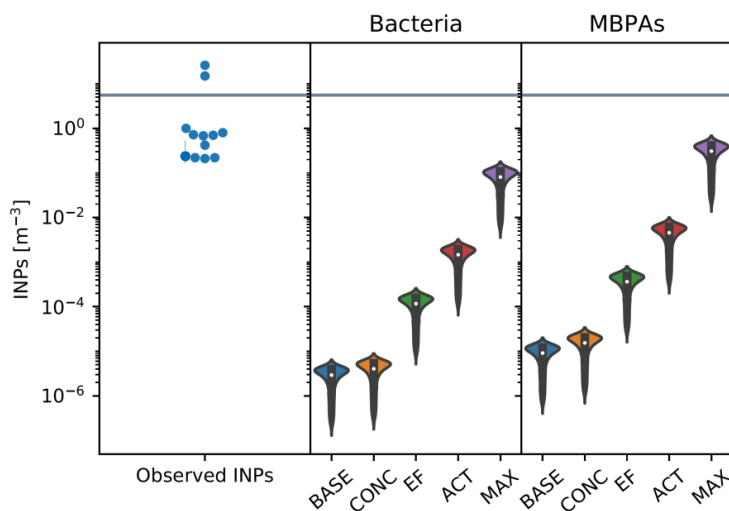 Bacteria MBPAs
INPs [m⁻³]
10⁰
10⁻²
10⁻⁴
10⁻⁶
Observed INPs
BASE CONC EF ACT MAX BASE CONC EF ACT MAX